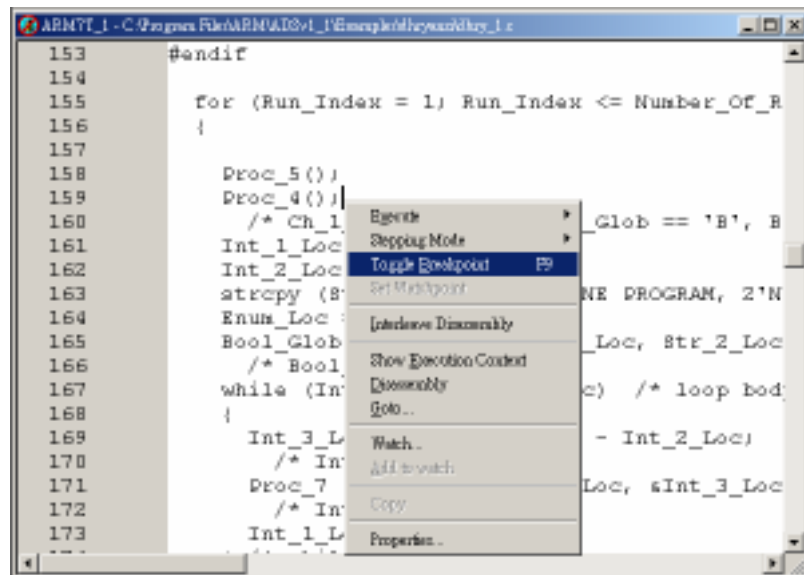 ARM7T_1 - C:\Program Files\ARM\ADSv1_1\Examples\dhryansi\dhry_1.c
153 #endif
154
155 for (Run_Index = 1; Run_Index <= Number_Of_R
156 {
157
158 Proc_5();
159 Proc_4();
160 /* Ch_1_ _Glob == 'B', B
161 Int_1_Loc
162 Int_2_Loc
163 strcpy (S NE PROGRAM, 2'N
164 Enum_Loc =
165 Bool_Glob _Loc, Str_2_Loc
166 /* Bool_
167 while (Int c) /* loop bod
168 {
169 Int_3_L - Int_2_Loc;
170 /* Int
171 Proc_7 Loc, &Int_3_Loc
172 /* Int
173 Int_1_L
Execute
Stepping Mode
Toggle Breakpoint F9
Set Watchpoint
Interleave Disassembly
Show Execution Context
Disassembly
Goto...
Watch...
Add to watch
Copy
Properties...